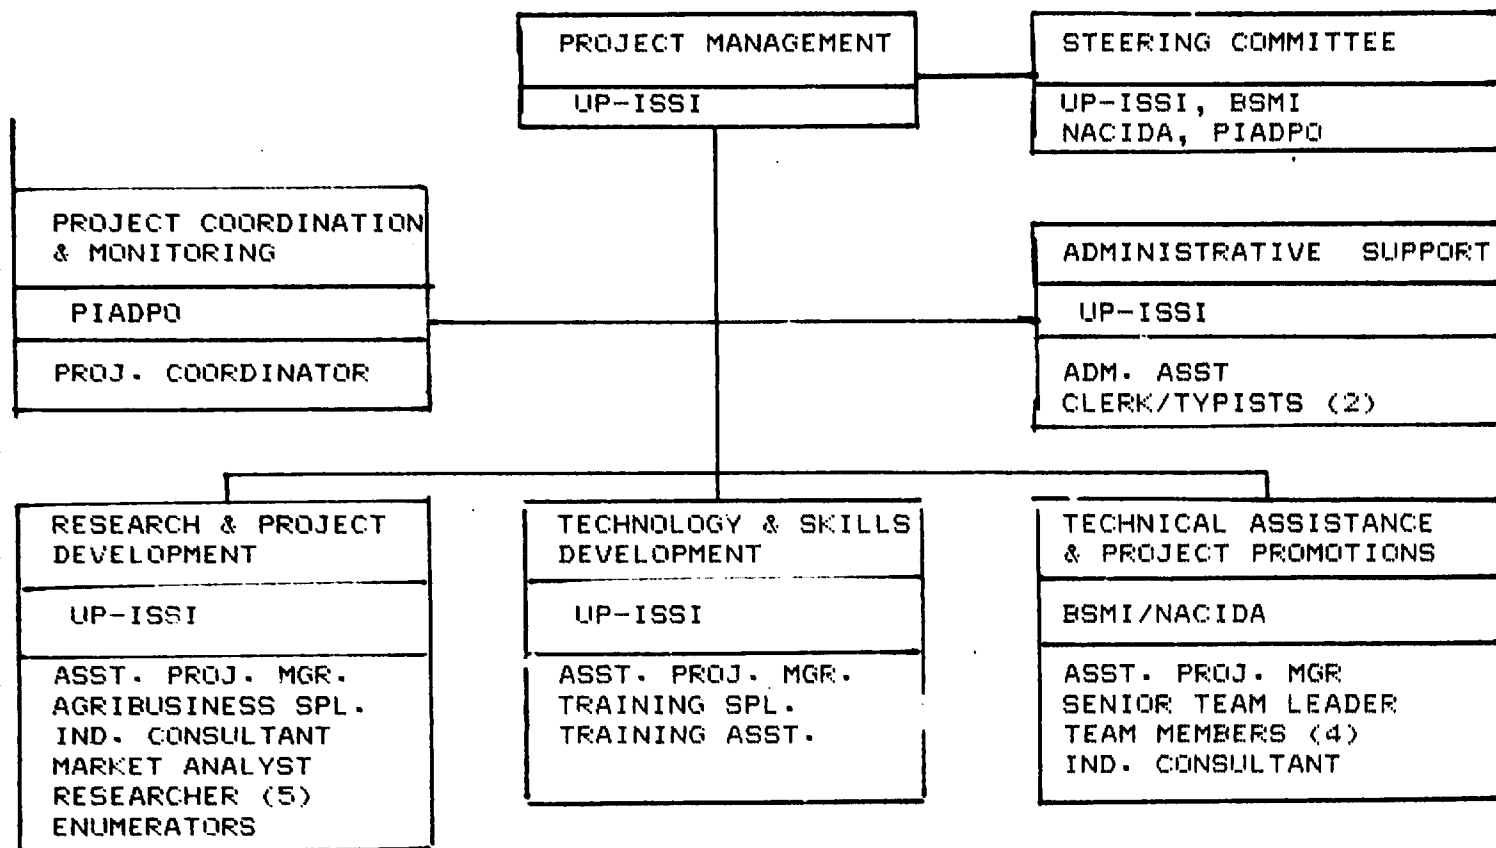 PROJECT MANAGEMENT
UP-ISSI
STEERING COMMITTEE
UP-ISSI, BSMI
NACIDA, PIADPO
PROJECT COORDINATION
& MONITORING
PIADPO
PROJ. COORDINATOR
ADMINISTRATIVE SUPPORT
UP-ISSI
ADM. ASST
CLERK/TYPISTS (2)
RESEARCH & PROJECT
DEVELOPMENT
UP-ISSI
ASST. PROJ. MGR.
AGRIBUSINESS SPL.
IND. CONSULTANT
MARKET ANALYST
RESEARCHER (5)
ENUMERATORS
TECHNOLOGY & SKILLS
DEVELOPMENT
UP-ISSI
ASST. PROJ. MGR.
TRAINING SPL.
TRAINING ASST.
TECHNICAL ASSISTANCE
& PROJECT PROMOTIONS
BSMI/NACIDA
ASST. PROJ. MGR
SENIOR TEAM LEADER
TEAM MEMBERS (4)
IND. CONSULTANT